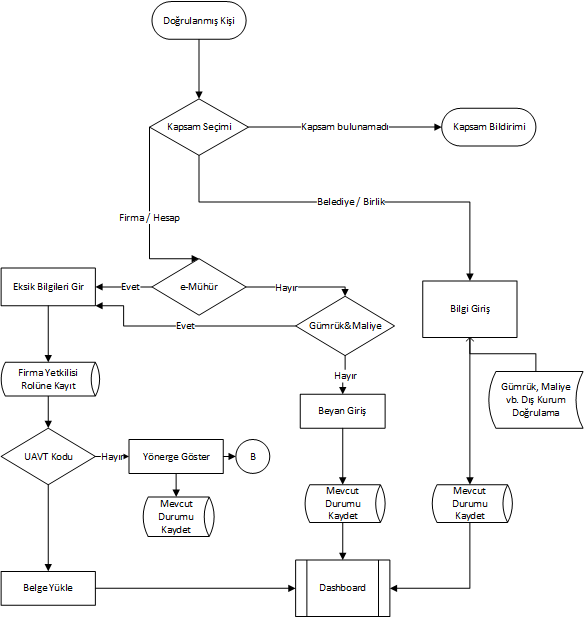 Doğrulanmış Kişi
Kapsam Seçimi
Kapsam bulunamadı
Kapsam Bildirimi
Belediye / Birlik
Firma / Hesap
Eksik Bilgileri Gir
Evet
e-Mühür
Hayır
Bilgi Giriş
Evet
Gümrük&Maliye
Firma Yetkilisi
Rolüne Kayıt
Hayır
Gümrük, Maliye
vb. Dış Kurum
Doğrulama
Beyan Giriş
UAVT Kodu
Hayır
Yönerge Göster
B
Mevcut
Durumu
Kaydet
Mevcut
Durumu
Kaydet
Mevcut
Durumu
Kaydet
Belge Yükle
Dashboard